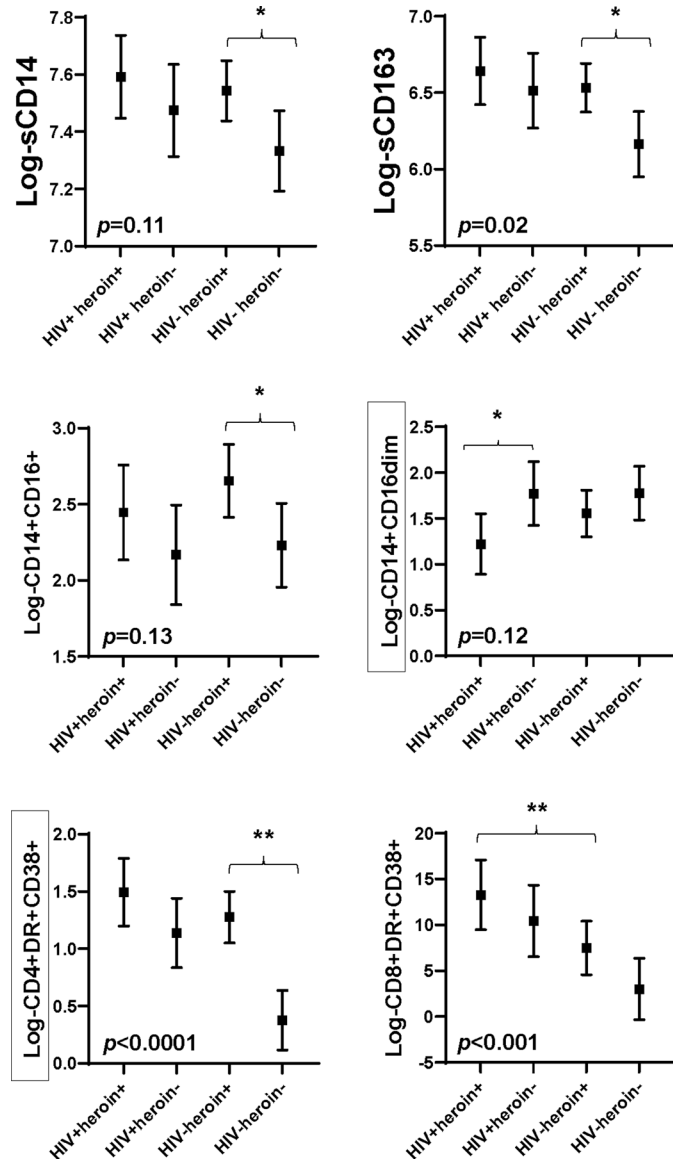 *
7.8
7.6
7.4
7.2
7.0
Log-sCD14
p=0.11
HIV+ heroin+
HIV+ heroin-
HIV- heroin+
HIV- heroin-
*
7.0
6.5
6.0
5.5
Log-sCD163
p=0.02
HIV+ heroin+
HIV+ heroin-
HIV- heroin+
HIV- heroin-
*
3.0
2.5
2.0
1.5
Log-CD14+CD16+
p=0.13
HIV+heroin+
HIV+heroin-
HIV-heroin+
HIV-heroin-
*
2.5
2.0
1.5
1.0
0.5
0.0
Log-CD14+CD16dim
p=0.12
HIV+heroin+
HIV+heroin-
HIV-heroin+
HIV-heroin-
**
2.0
1.5
1.0
0.5
0.0
Log-CD4+DR+CD38+
p<0.0001
HIV+heroin+
HIV+heroin-
HIV-heroin+
HIV-heroin-
**
20
15
10
5
0
-5
Log-CD8+DR+CD38+
p<0.001
HIV+heroin+
HIV+heroin-
HIV-heroin+
HIV-heroin-